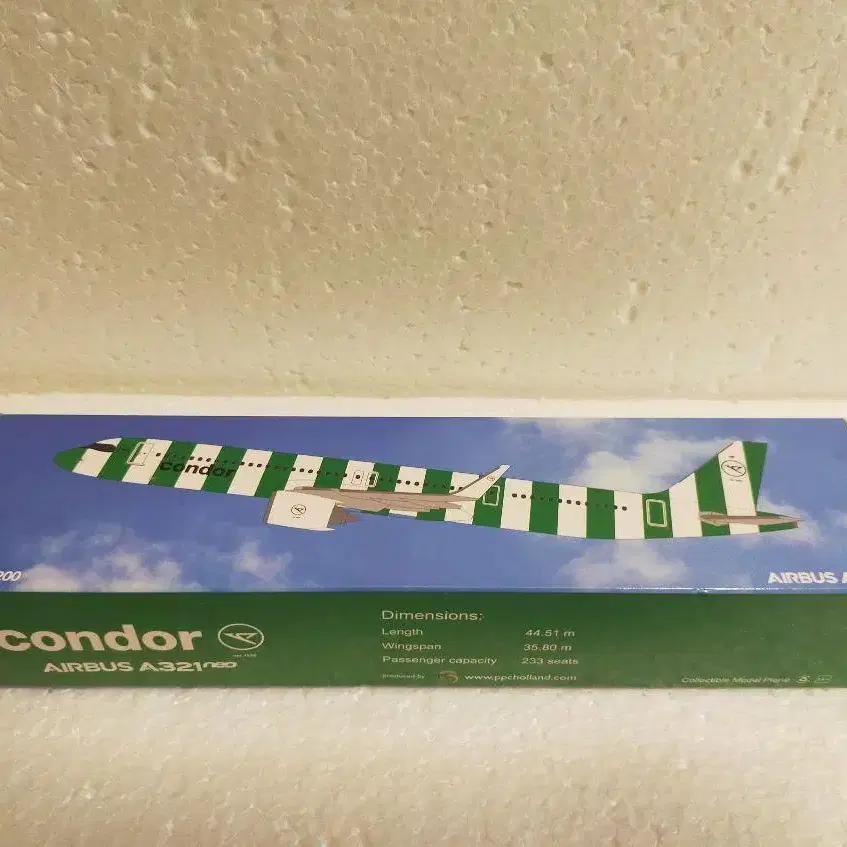 condor
200
AIRBUS A
condor
AIRBUS A321neo
Dimensions:
Length 44.51 m
Wingspan 35.80 m
Passenger capacity 233 seats
produced by www.ppcholland.com
Collectible Model Plane